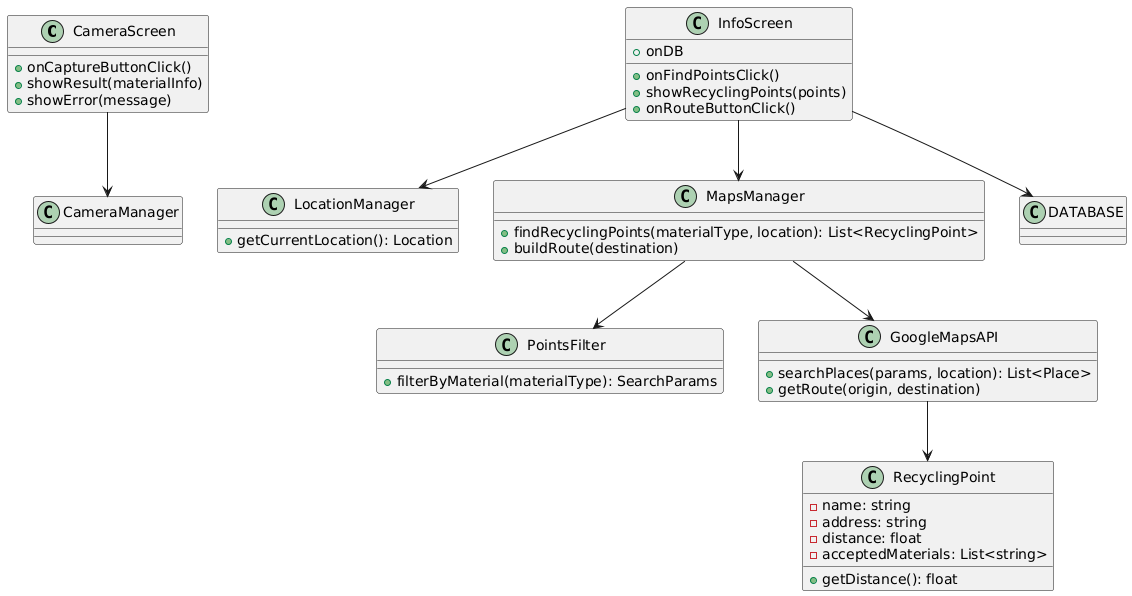 C CameraScreen
onCaptureButtonClick()
showResult(materialInfo)
showError(message)
C InfoScreen
onDB
onFindPointsClick()
showRecyclingPoints(points)
onRouteButtonClick()
C CameraManager
C LocationManager
getCurrentLocation(): Location
C MapsManager
findRecyclingPoints(materialType, location): List<RecyclingPoint>
buildRoute(destination)
C DATABASE
C PointsFilter
filterByMaterial(materialType): SearchParams
C GoogleMapsAPI
searchPlaces(params, location): List<Place>
getRoute(origin, destination)
C RecyclingPoint
name: string
address: string
distance: float
acceptedMaterials: List<string>
getDistance(): float